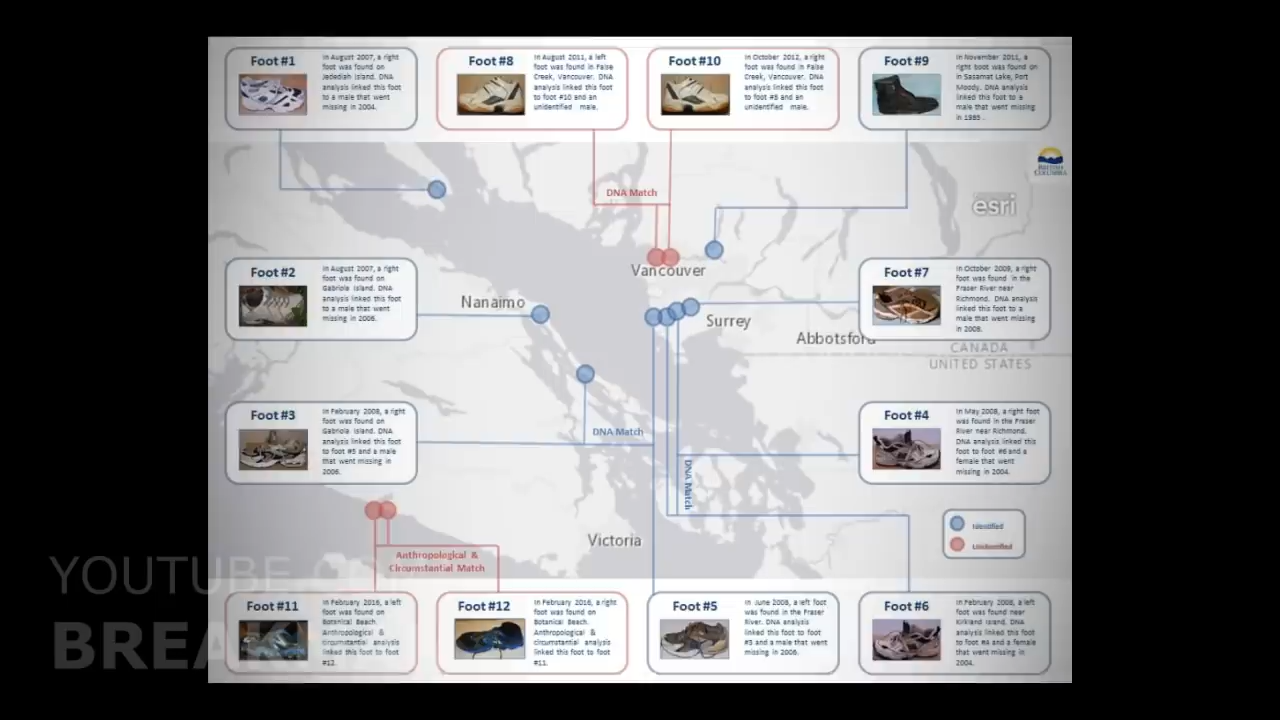 Foot #1
In August 2007, a right
foot was found on
Jedediah Island. DNA
analysis linked this foot
to a male that went
missing in 2004.
Foot #8
In August 2011, a left
foot was found in False
Creek, Vancouver. DNA
analysis linked this foot
to foot #10 and an
unidentified male.
Foot #10
In October 2012, a right
foot was found in False
Creek, Vancouver. DNA
analysis linked this foot
to foot #8 and an
unidentified male.
Foot #9
In November 2011, a
right boot was found on
in Sasamat Lake, Port
Moody. DNA analysis
linked this foot to a
male that went missing
in
BRITISH
COLUMBIA
esri
DNA Match
Vancouver
Foot #2
In August 2007, a right
foot was found on
Gabriola Island. DNA
analysis linked this foot
to a male that went
missing in 2006.
Nanaimo
Surrey
Abbotsford
CANADA
UNITED STATES
Foot #7
In October 2009, a right
foot was found in the
Fraser River near
Richmond. DNA analysis
linked this foot to a
male that went missing
in 2008.
Foot #3
In February 2008, a right
foot was found on
Gabriola Island. DNA
analysis linked this foot
to foot #5 and a male
that went missing in
2006.
DNA Match
DNA Match
Foot #4
In May 2008, a right foot
was found in the Fraser
River near Richmond.
DNA analysis linked this
foot to foot #6 and a
female that went
missing in 2004.
Identified
Unidentified
Victoria
Anthropological &
Circumstantial Match
YOUTUBE
BREA
Foot #11
In February 2016, a left
foot was found on
Botanical Beach.
Anthropological &
circumstantial analysis
linked this foot to foot
#12.
Foot #12
In February 2016, a right
foot was found on
Botanical Beach.
Anthropological &
circumstantial analysis
linked this foot to foot
#11.
Foot #5
In June 2008, a left foot
was found in the Fraser
River. DNA analysis
linked this foot to foot
#3 and a male that went
missing in 2006.
Foot #6
In February 2008, a left
foot was found near
Kirkland Island. DNA
analysis linked this foot
to foot #4 and a female
that went missing in
2004.